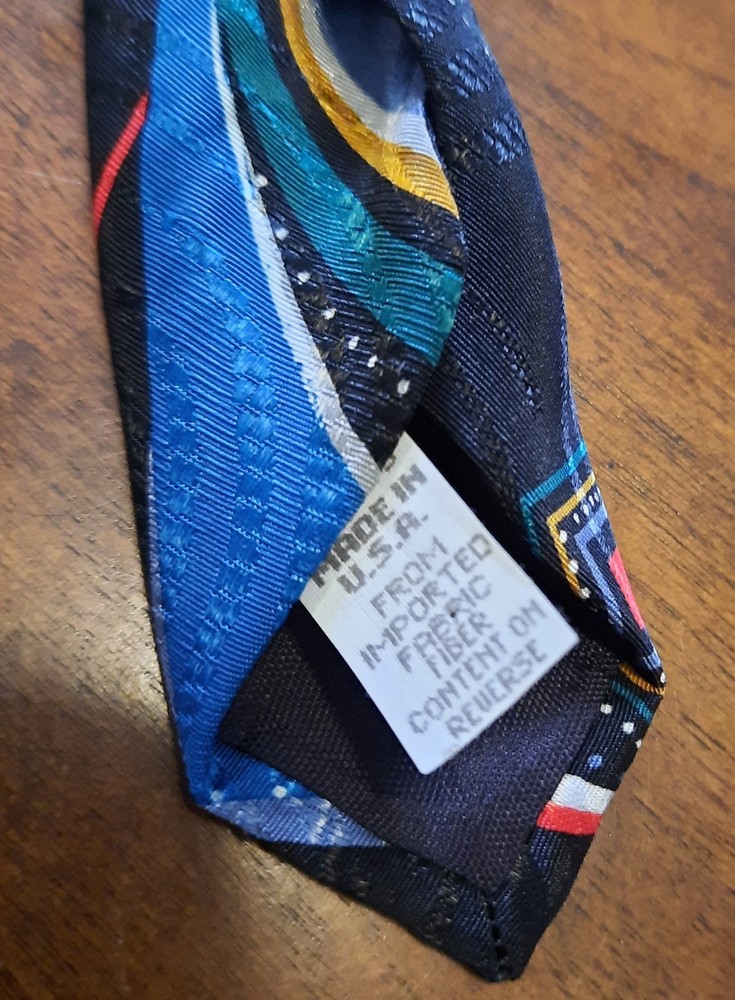 MADE IN
U.S.A.
FROM
IMPORTED
FABRIC
FIBER
CONTENT ON
REVERSE